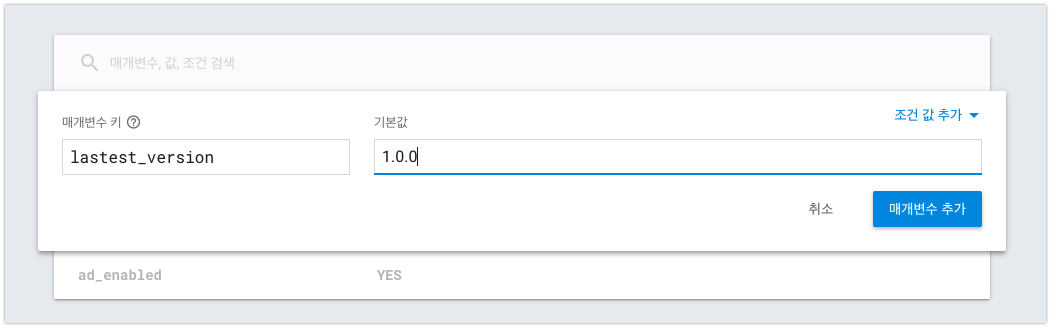 매개변수, 값, 조건 검색
매개변수 키
기본값
조건 값 추가
lastest_version
1.0.0
취소
매개변수 추가
ad_enabled
YES